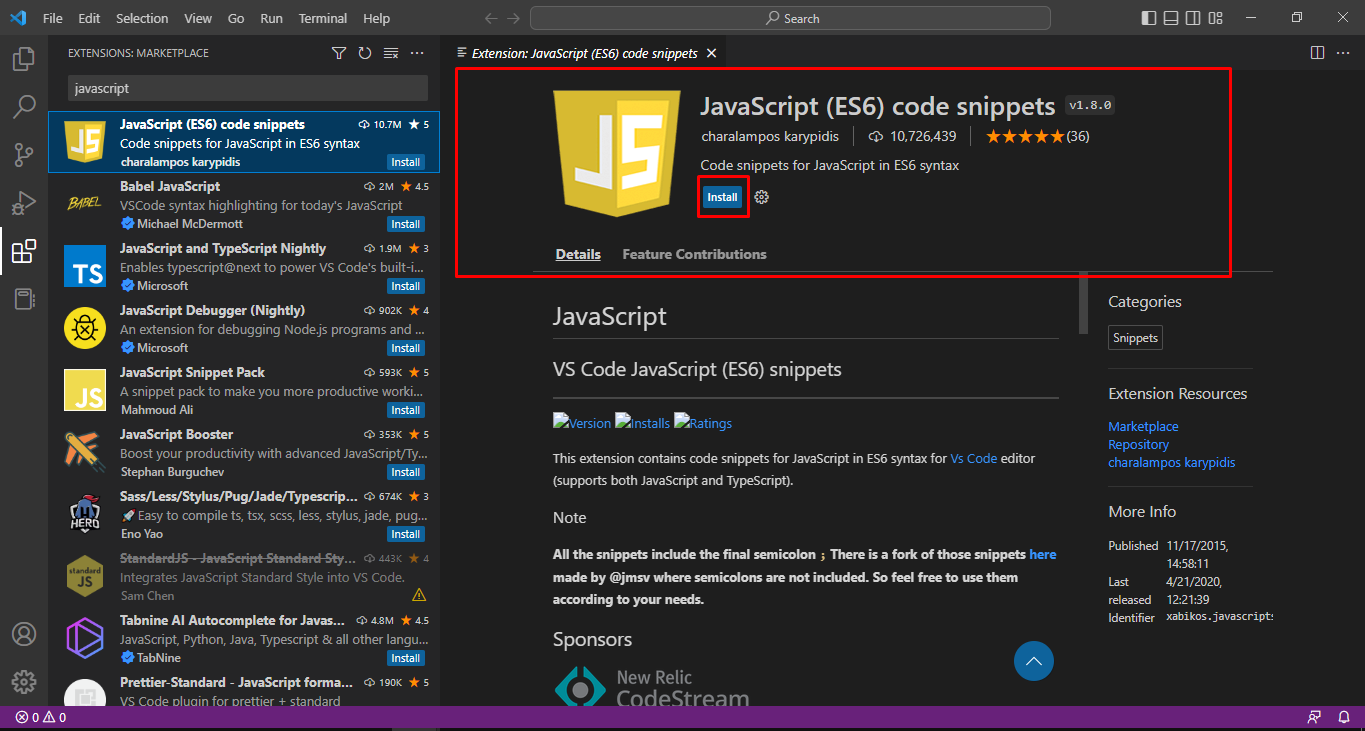 File Edit Selection View Go Run Terminal Help
Search
EXTENSIONS: MARKETPLACE
javascript
JS
JavaScript (ES6) code snippets 10.7M ★ 5
Code snippets for JavaScript in ES6 syntax
charalampos karypidis Install
BABEL
Babel JavaScript 2M ★ 4.5
VSCode syntax highlighting for today's JavaScript
Michael McDermott Install
TS
JavaScript and TypeScript Nightly 1.9M ★ 3
Enables typescript@next to power VS Code's built-i...
Microsoft Install
JavaScript Debugger (Nightly) 902K ★ 4
An extension for debugging Node.js programs and ...
Microsoft Install
JS
JavaScript Snippet Pack 593K ★ 5
A snippet pack to make you more productive worki...
Mahmoud Ali Install
JavaScript Booster 353K ★ 5
Boost your productivity with advanced JavaScript/Ty...
Stephan Burguchev Install
HERO
Sass/Less/Stylus/Pug/Jade/Typescrip... 674K ★ 3
🚀Easy to compile ts, tsx, scss, less, stylus, jade, pug...
Eno Yao Install
standard
JS
StandardJS - JavaScript Standard Sty... 443K ★ 4
Integrates JavaScript Standard Style into VS Code.
Sam Chen
Tabnine AI Autocomplete for Javas... 4.8M ★ 4.5
JavaScript, Python, Java, Typescript & all other langu...
TabNine Install
Prettier-Standard - JavaScript forma... 190K ★ 5
VS Code plugin for prettier + standard
Extension: JavaScript (ES6) code snippets
JS
JavaScript (ES6) code snippets v1.8.0
charalampos karypidis 10,726,439 ★★★★★(36)
Code snippets for JavaScript in ES6 syntax
Install
Details Feature Contributions
JavaScript
VS Code JavaScript (ES6) snippets
Version Installs Ratings
This extension contains code snippets for JavaScript in ES6 syntax for Vs Code editor
(supports both JavaScript and TypeScript).
Note
All the snippets include the final semicolon ; There is a fork of those snippets here
made by @jmsv where semicolons are not included. So feel free to use them
according to your needs.
Sponsors
New Relic
CodeStream
Categories
Snippets
Extension Resources
Marketplace
Repository
charalampos karypidis
More Info
Published 11/17/2015,
14:58:11
Last 4/21/2020,
released 12:21:39
Identifier xabikos.javascripts
0 0